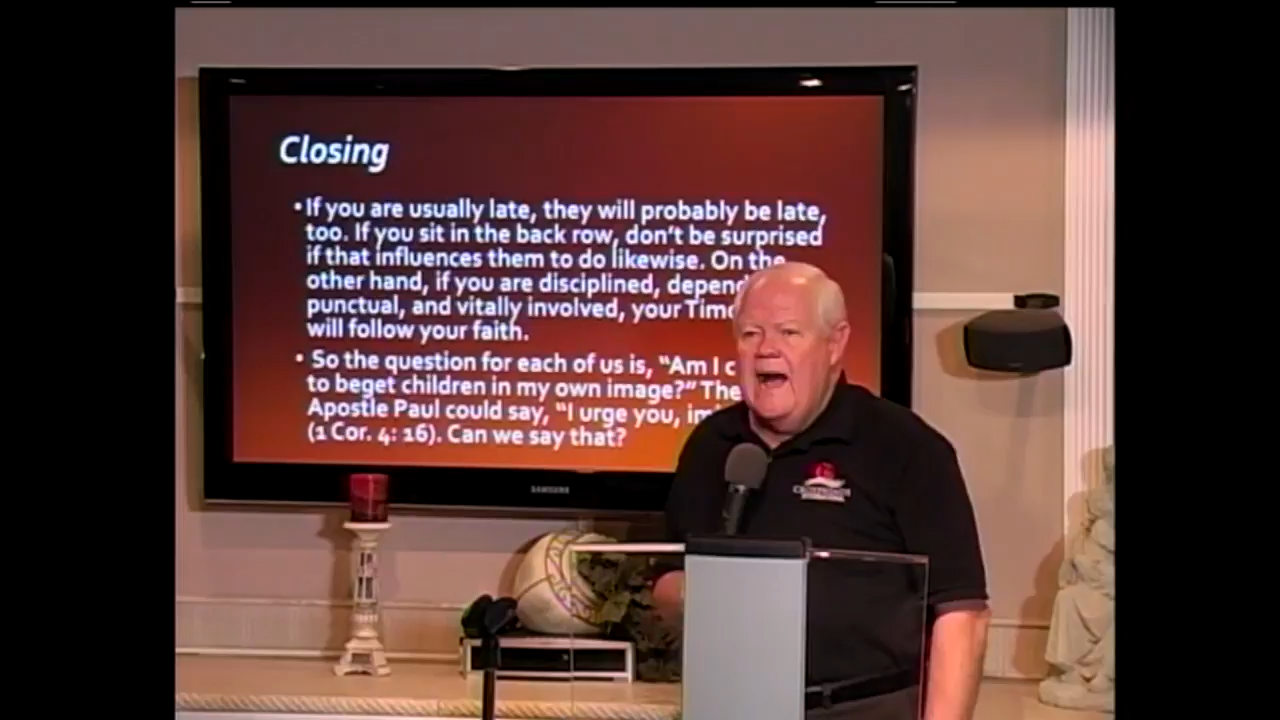 Closing
• If you are usually late, they will probably be late,
too. If you sit in the back row, don't be surprised
if that influences them to do likewise. On the
other hand, if you are disciplined, depend
punctual, and vitally involved, your Timo
will follow your faith.
• So the question for each of us is, "Am I c
to beget children in my own image?" The
Apostle Paul could say, "I urge you, imi
(1 Cor. 4: 16). Can we say that?
SAMSUNG